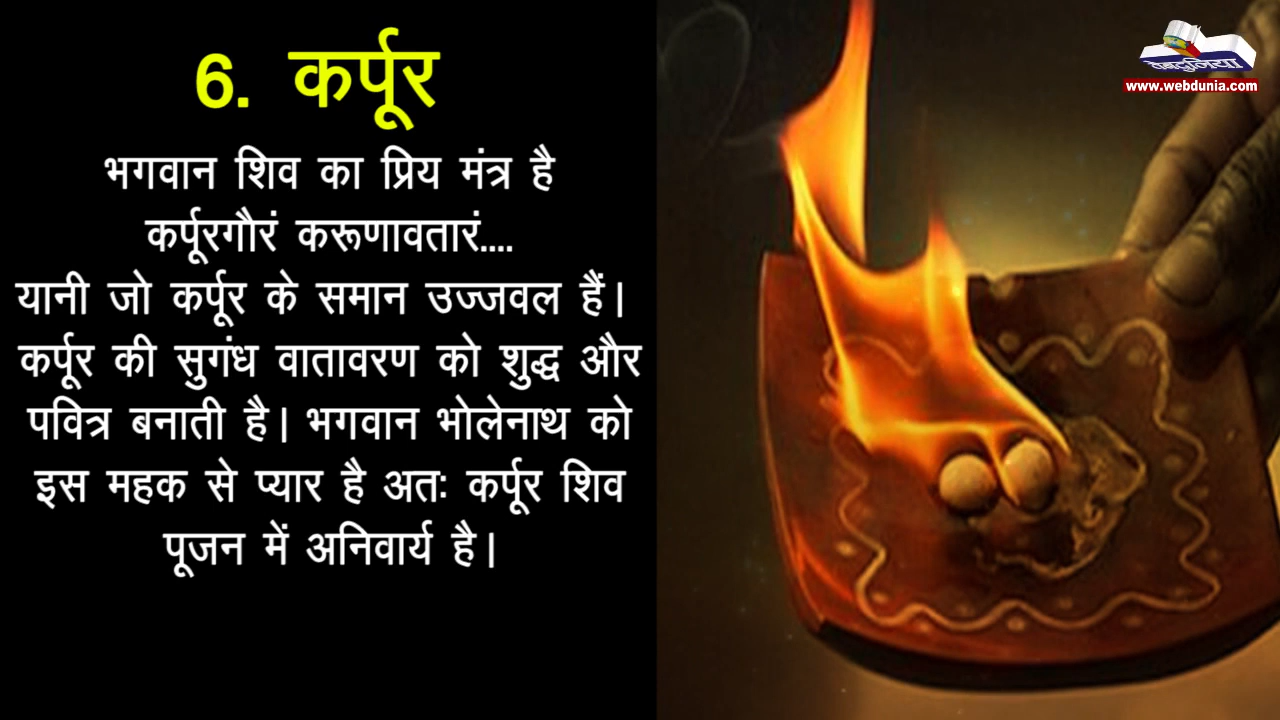 6. कर्पूर
भगवान शिव का प्रिय मंत्र है
कर्पूरगौरं करूणावतारं....
यानी जो कर्पूर के समान उज्जवल हैं।
कर्पूर की सुगंध वातावरण को शुद्ध और
पवित्र बनाती है। भगवान भोलेनाथ को
इस महक से प्यार है अतः कर्पूर शिव
पूजन में अनिवार्य है।
वेबदुनिया
www.webdunia.com